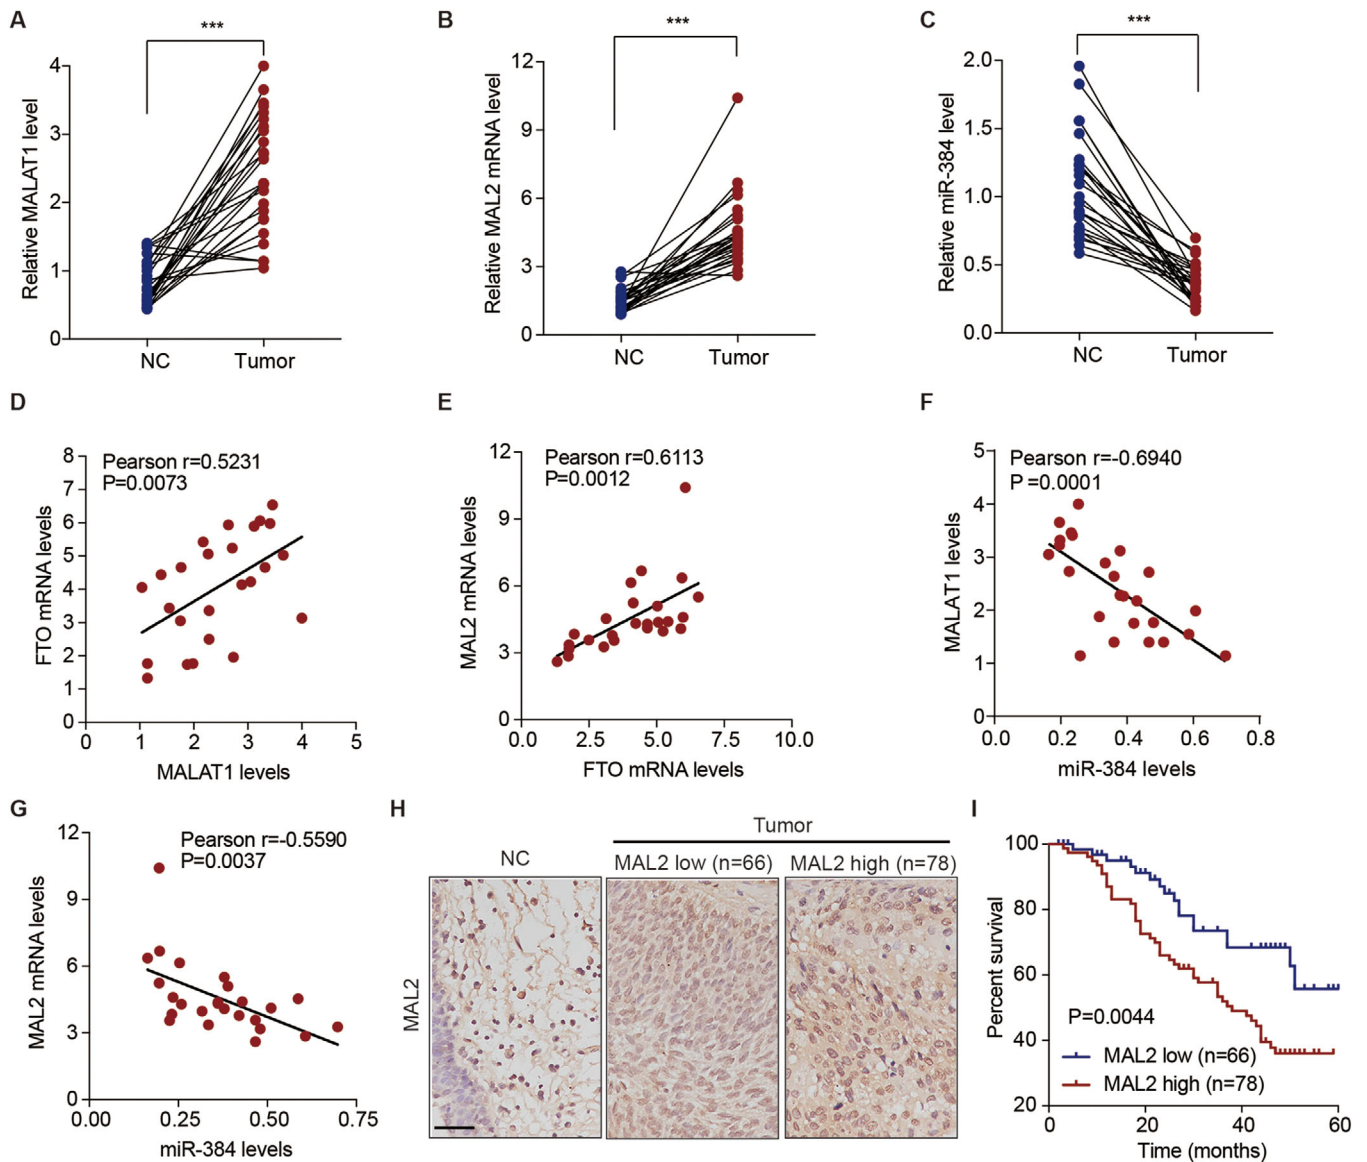 A
***
Relative MALAT1 level
4
3
2
1
0
NC Tumor
B
***
Relative MAL2 mRNA level
12
9
6
3
0
NC Tumor
C
***
Relative miR-384 level
2.0
1.5
1.0
0.5
0.0
NC Tumor
D
Pearson r=0.5231
P=0.0073
FTO mRNA levels
8
7
6
5
4
3
2
1
0
0 1 2 3 4 5
MALAT1 levels
E
Pearson r=0.6113
P=0.0012
MAL2 mRNA levels
12
9
6
3
0
0.0 2.5 5.0 7.5 10.0
FTO mRNA levels
F
Pearson r=-0.6940
P =0.0001
MALAT1 levels
5
4
3
2
1
0
0.0 0.2 0.4 0.6 0.8
miR-384 levels
G
Pearson r=-0.5590
P=0.0037
MAL2 mRNA levels
12
9
6
3
0
0.00 0.25 0.50 0.75
miR-384 levels
H
Tumor
NC MAL2 low (n=66) MAL2 high (n=78)
MAL2
I
Percent survival
100
80
60
40
20
P=0.0044
MAL2 low (n=66)
MAL2 high (n=78)
0 20 40 60
Time (months)